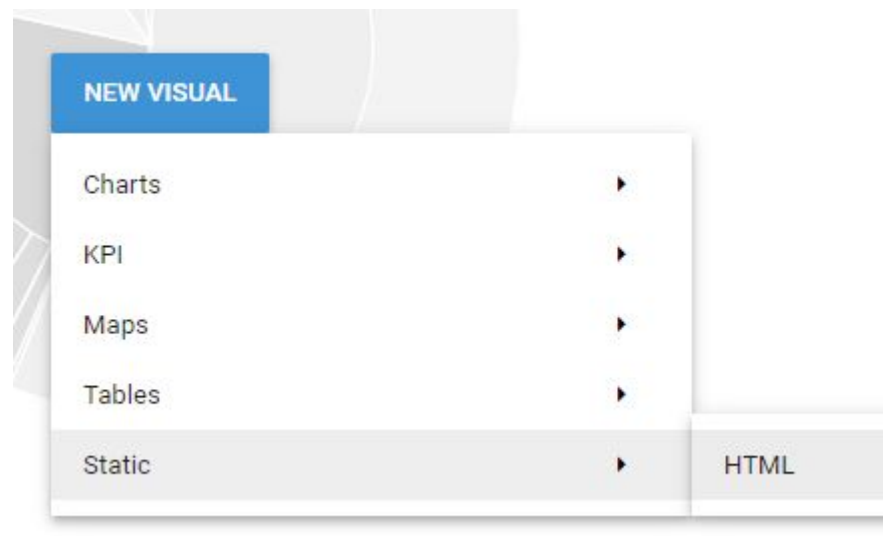 NEW VISUAL
Charts
KPI
Maps
Tables
Static
HTML